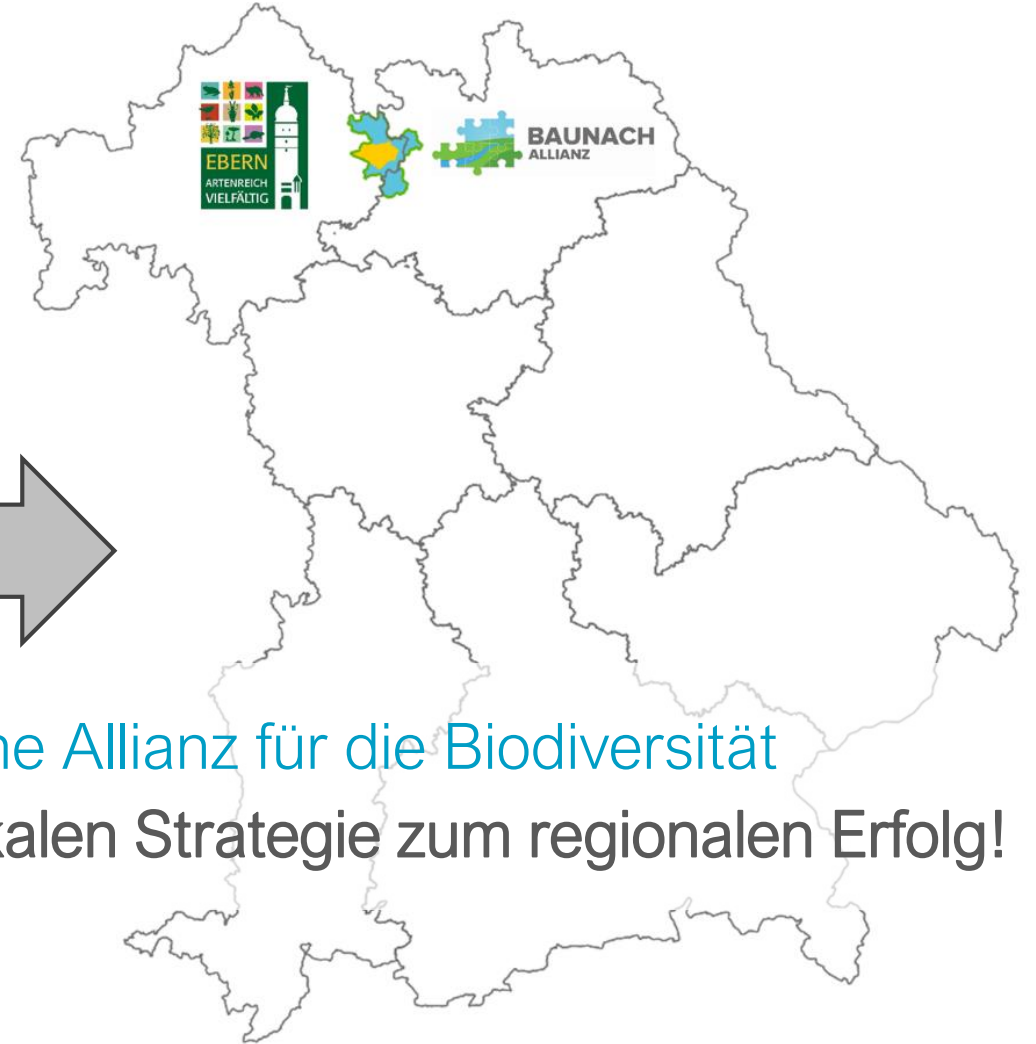 EBERN
ARTENREICH
VIELFÄLTIG
BAUNACH
ALLIANZ
ne Allianz für die Biodiversität
kalen Strategie zum regionalen Erfolg!